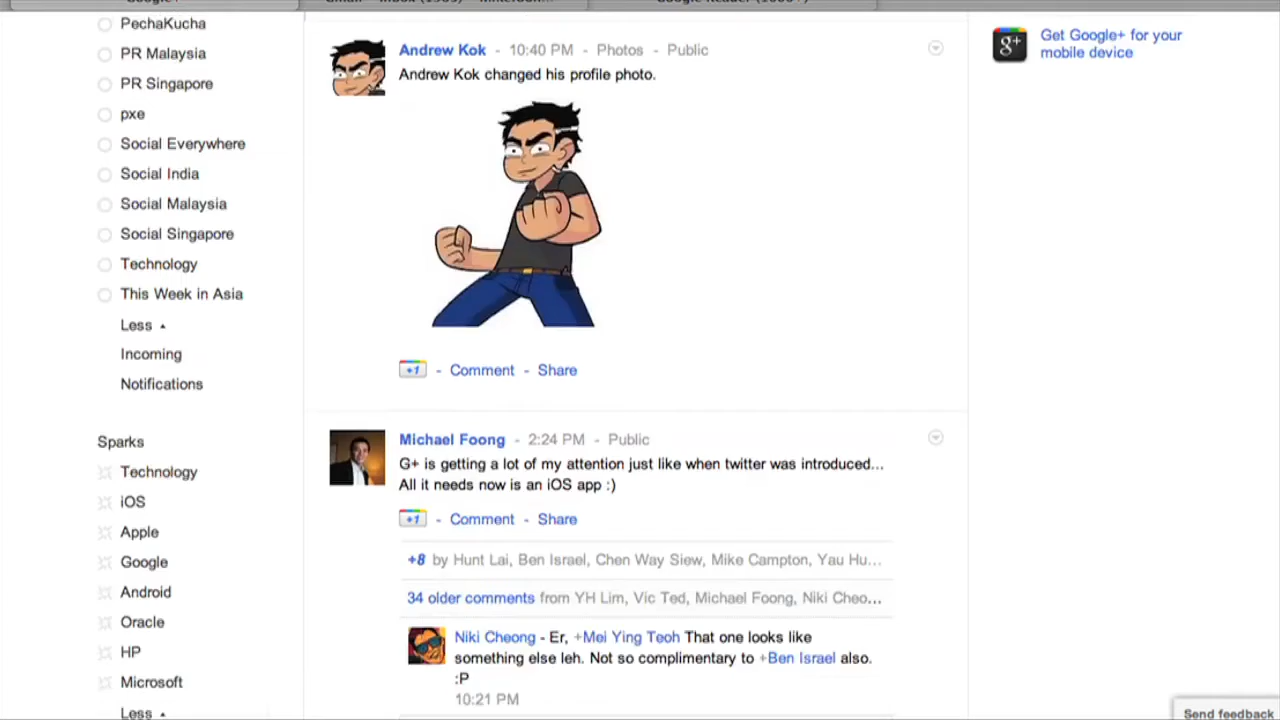 PechaKucha
PR Malaysia
PR Singapore
pxe
Social Everywhere
Social India
Social Malaysia
Social Singapore
Technology
This Week in Asia
Less
Incoming
Notifications
Sparks
Technology
iOS
Apple
Google
Android
Oracle
HP
Microsoft
Less
Andrew Kok - 10:40 PM - Photos - Public
Andrew Kok changed his profile photo.
+1 - Comment - Share
Michael Foong - 2:24 PM - Public
G+ is getting a lot of my attention just like when twitter was introduced...
All it needs now is an iOS app :)
+1 - Comment - Share
+8 by Hunt Lai, Ben Israel, Chen Way Siew, Mike Campton, Yau Hu...
34 older comments from YH Lim, Vic Ted, Michael Foong, Niki Cheo...
Niki Cheong - Er, +Mei Ying Teoh That one looks like
something else leh. Not so complimentary to +Ben Israel also.
:P
10:21 PM
g+
Get Google+ for your
mobile device
Send feedback